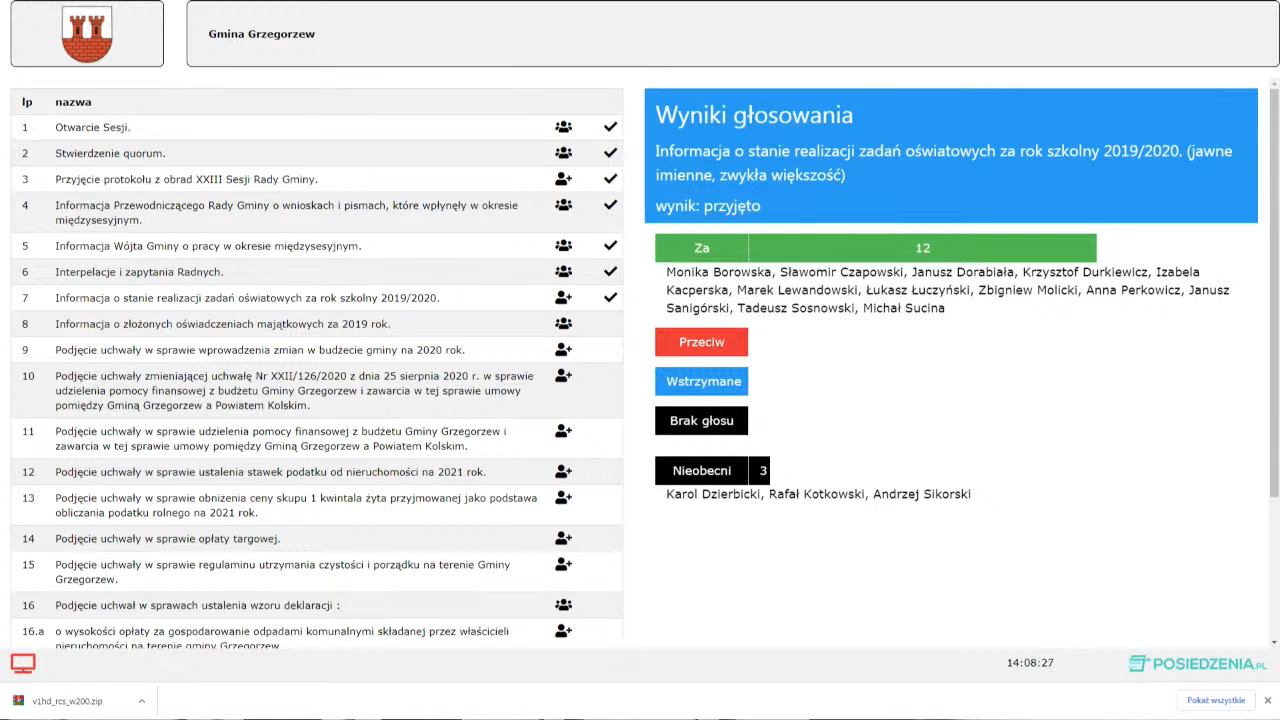 Gmina Grzegorzew
lp nazwa
1 Otwarcie Sesji.
2 Stwierdzenie quorum.
3 Przyjęcie protokołu z obrad XXIII Sesji Rady Gminy.
4 Informacja Przewodniczącego Rady Gminy o wnioskach i pismach, które wpłynęły w okresie
międzysesyjnym.
5 Informacja Wójta Gminy o pracy w okresie międzysesyjnym.
6 Interpelacje i zapytania Radnych.
7 Informacja o stanie realizacji zadań oświatowych za rok szkolny 2019/2020.
8 Informacja o złożonych oświadczeniach majątkowych za 2019 rok.
9 Podjęcie uchwały w sprawie wprowadzenia zmian w budżecie gminy na 2020 rok.
10 Podjęcie uchwały zmieniającej uchwałę Nr XXII/126/2020 z dnia 25 sierpnia 2020 r. w sprawie
udzielenia pomocy finansowej z budżetu Gminy Grzegorzew i zawarcia w tej sprawie umowy
pomiędzy Gminą Grzegorzew a Powiatem Kolskim.
11 Podjęcie uchwały w sprawie udzielenia pomocy finansowej z budżetu Gminy Grzegorzew i
zawarcia w tej sprawie umowy pomiędzy Gminą Grzegorzew a Powiatem Kolskim.
12 Podjęcie uchwały w sprawie ustalenia stawek podatku od nieruchomości na 2021 rok.
13 Podjęcie uchwały w sprawie obniżenia ceny skupu 1 kwintala żyta przyjmowanej jako podstawa
obliczania podatku rolnego na 2021 rok.
14 Podjęcie uchwały w sprawie opłaty targowej.
15 Podjęcie uchwały w sprawie regulaminu utrzymania czystości i porządku na terenie Gminy
Grzegorzew.
16 Podjęcie uchwał w sprawach ustalenia wzoru deklaracji :
16.a o wysokości opłaty za gospodarowanie odpadami komunalnymi składanej przez właścicieli
nieruchomości na terenie gminy Grzegorzew
Wyniki głosowania
Informacja o stanie realizacji zadań oświatowych za rok szkolny 2019/2020. (jawne
imienne, zwykła większość)
wynik: przyjęto
Za 12
Monika Borowska, Sławomir Czapowski, Janusz Dorabiała, Krzysztof Durkiewicz, Izabela
Kacperska, Marek Lewandowski, Łukasz Łuczyński, Zbigniew Molicki, Anna Perkowicz, Janusz
Sanigórski, Tadeusz Sosnowski, Michał Sucina
Przeciw
Wstrzymane
Brak głosu
Nieobecni 3
Karol Dzierbicki, Rafał Kotkowski, Andrzej Sikorski
14:08:27
POSIEDZENIA.PL
v1hd_rcs_w200.zip
Pokaż wszystkie